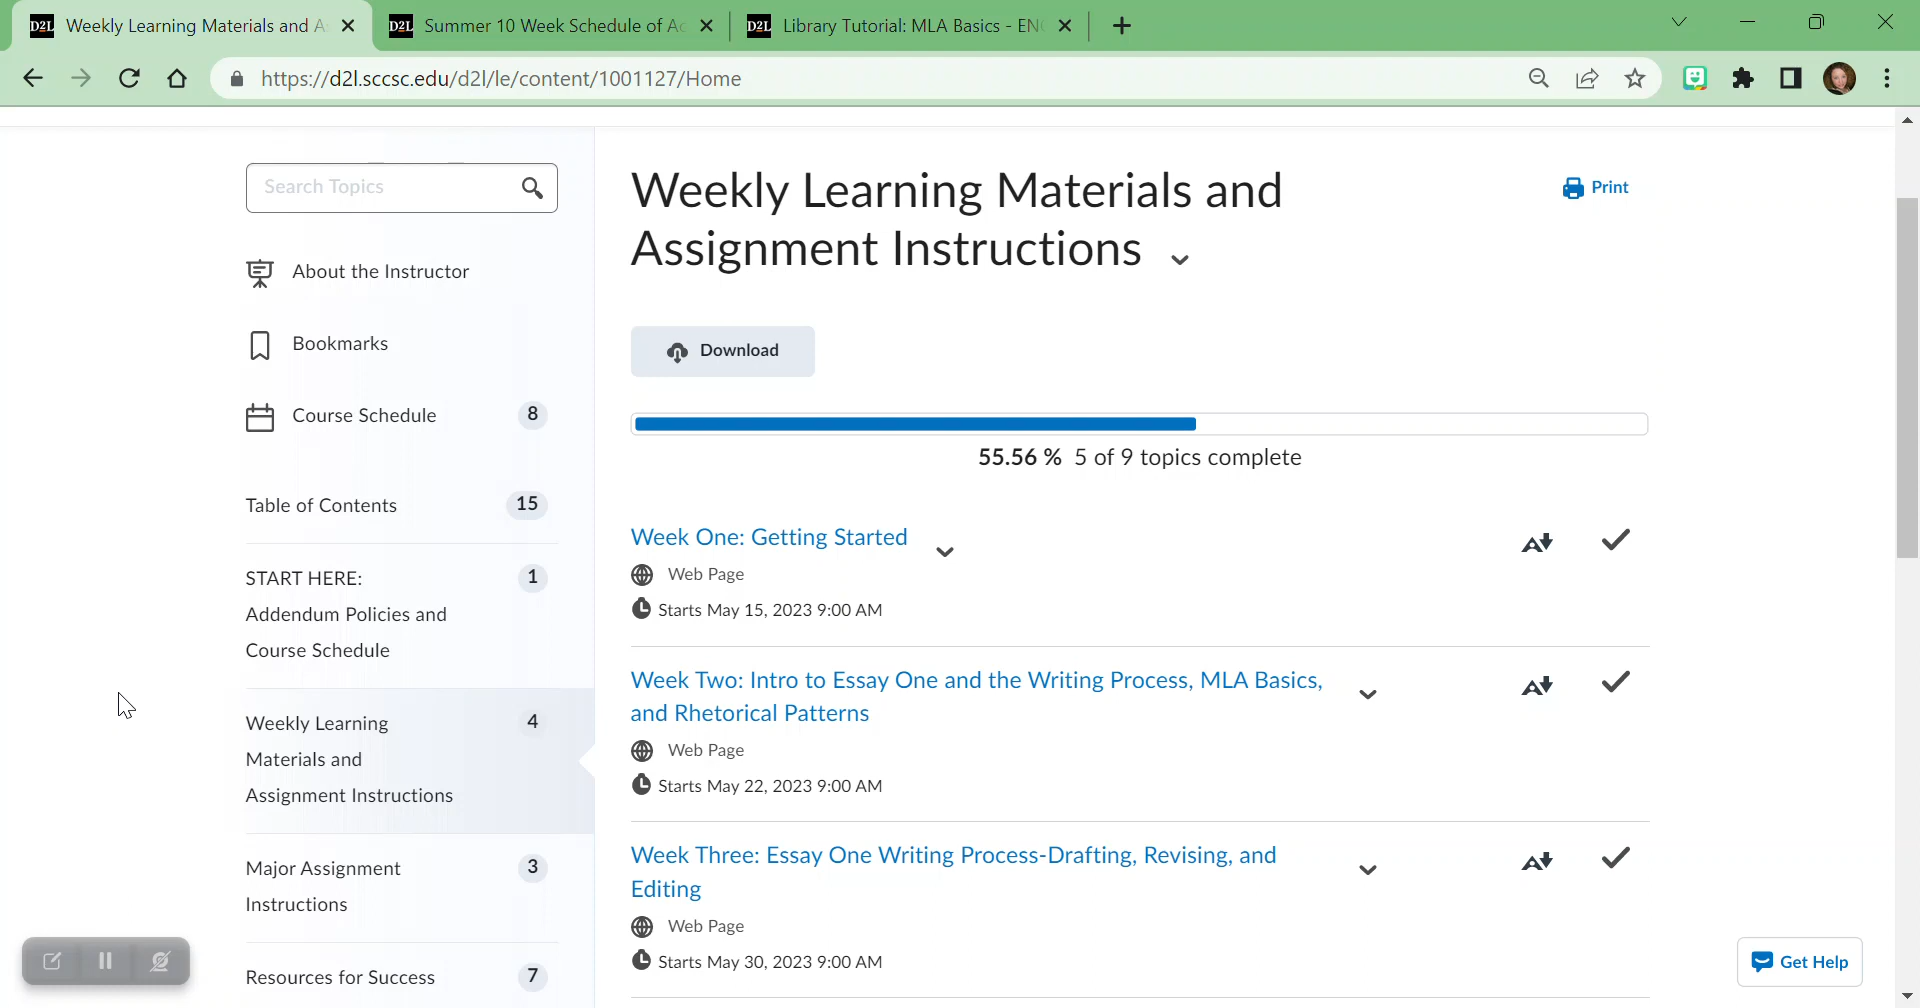 D2L Weekly Learning Materials and A
D2L Summer 10 Week Schedule of Ac
D2L Library Tutorial: MLA Basics - EN
https://d2l.sccsc.edu/d2l/le/content/1001127/Home
Search Topics
About the Instructor
Bookmarks
Course Schedule 8
Table of Contents 15
START HERE: 1
Addendum Policies and
Course Schedule
Weekly Learning 4
Materials and
Assignment Instructions
Major Assignment 3
Instructions
Resources for Success 7
Weekly Learning Materials and
Assignment Instructions
Print
Download
55.56 % 5 of 9 topics complete
Week One: Getting Started
Web Page
Starts May 15, 2023 9:00 AM
Week Two: Intro to Essay One and the Writing Process, MLA Basics,
and Rhetorical Patterns
Web Page
Starts May 22, 2023 9:00 AM
Week Three: Essay One Writing Process-Drafting, Revising, and
Editing
Web Page
Starts May 30, 2023 9:00 AM
Get Help